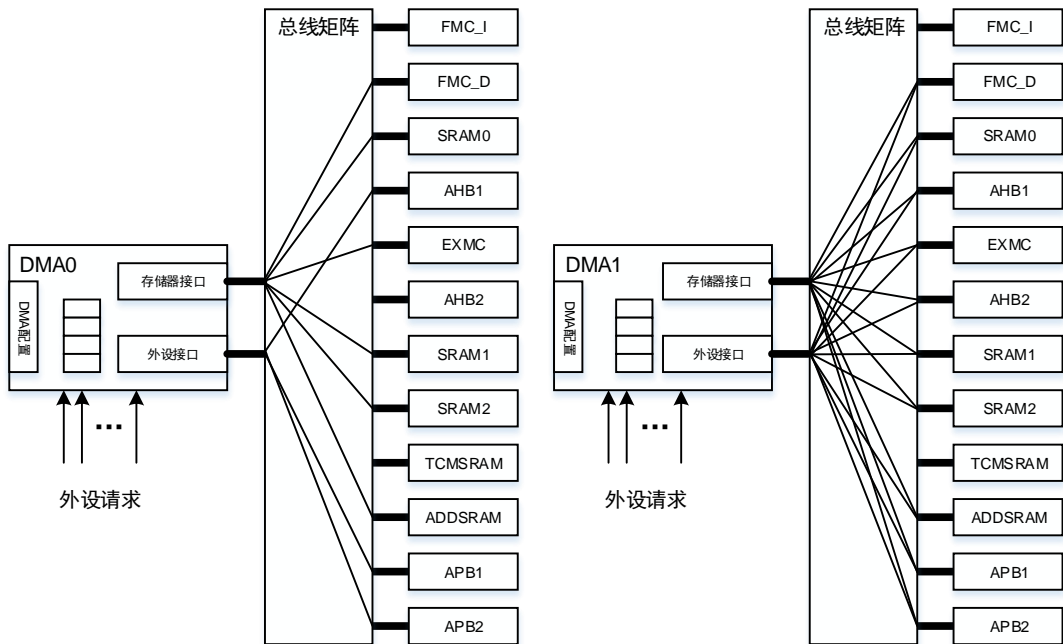 总线矩阵
FMC_I
FMC_D
SRAM0
AHB1
EXMC
AHB2
SRAM1
SRAM2
TCMSRAM
ADDSRAM
APB1
APB2
DMA0
DMA配置
存储器接口
外设接口
...
外设请求
总线矩阵
FMC_I
FMC_D
SRAM0
AHB1
EXMC
AHB2
SRAM1
SRAM2
TCMSRAM
ADDSRAM
APB1
APB2
DMA1
DMA配置
存储器接口
外设接口
...
外设请求